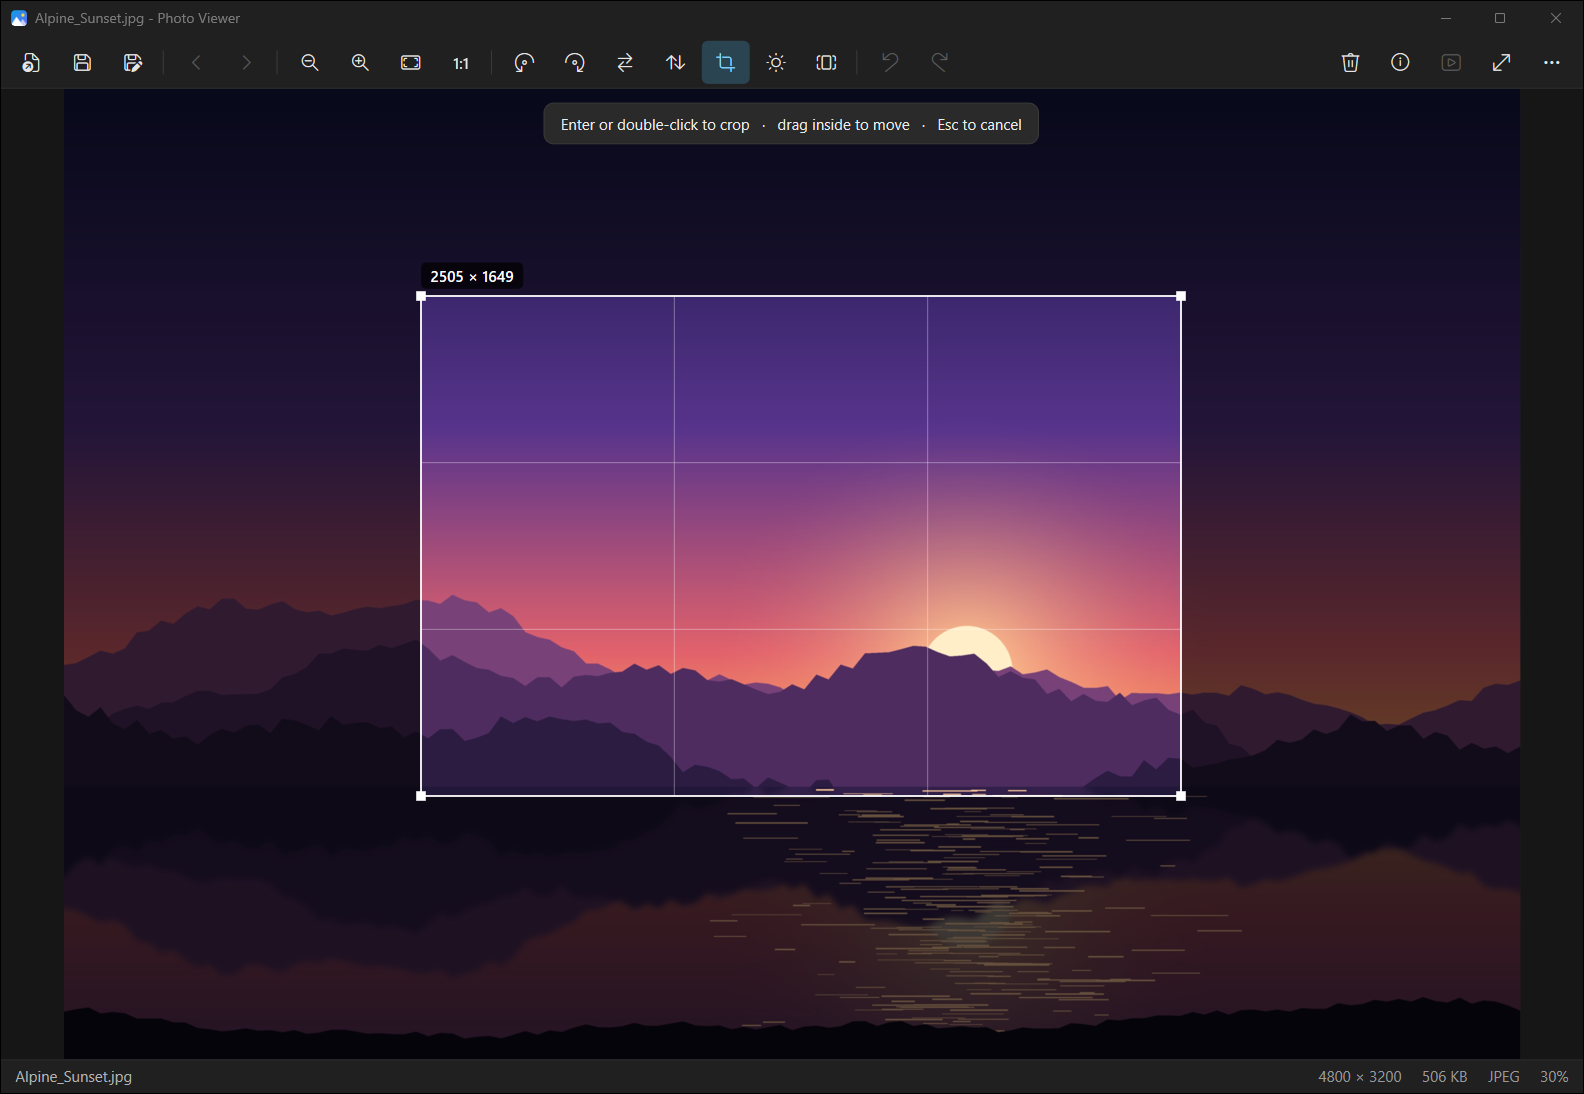 Alpine_Sunset.jpg - Photo Viewer
1:1
Enter or double-click to crop · drag inside to move · Esc to cancel
2505 × 1649
Alpine_Sunset.jpg
4800 × 3200 506 KB JPEG 30%